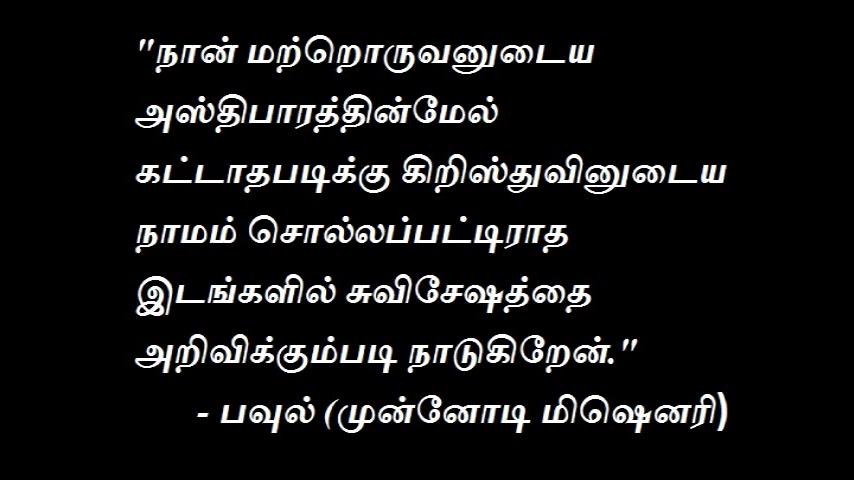 "நான் மற்றொருவனுடைய
அஸ்திபாரத்தின்மேல்
கட்டாதபடிக்கு கிறிஸ்துவினுடைய
நாமம் சொல்லப்பட்டிராத
இடங்களில் சுவிசேஷத்தை
அறிவிக்கும்படி நாடுகிறேன்."
- பவுல் (முன்னோடி மிஷெனரி)